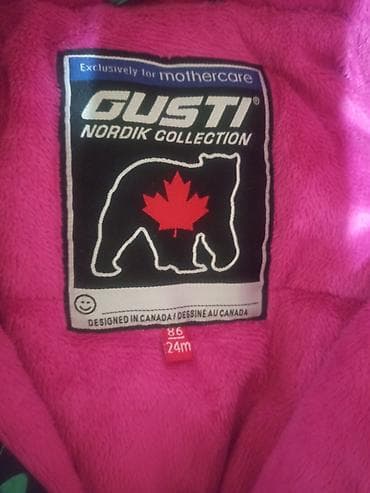 Exclusively for mothercare
GUSTI®
NORDIK COLLECTION
DESIGNED IN CANADA / DESSINÉ AU CANADA
86
24m